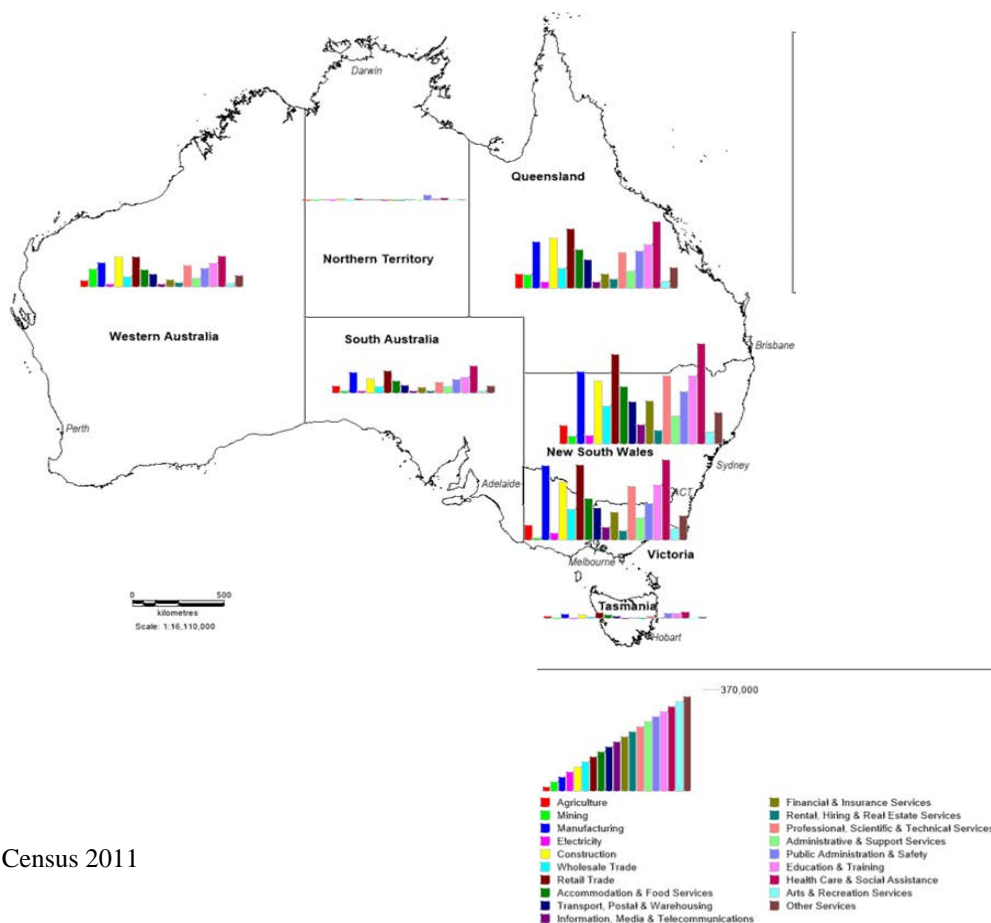 Darwin
Queensland
Northern Territory
Western Australia
South Australia
Brisbane
Perth
New South Wales
Sydney
Adelaide
ACT
Victoria
Melbourne
0 500
kilometres
Scale: 1:16,110,000
Tasmania
Hobart
370,000
Agriculture
Mining
Manufacturing
Electricity
Construction
Wholesale Trade
Retail Trade
Accommodation & Food Services
Transport, Postal & Warehousing
Information, Media & Telecommunications
Financial & Insurance Services
Rental, Hiring & Real Estate Services
Professional, Scientific & Technical Services
Administrative & Support Services
Public Administration & Safety
Education & Training
Health Care & Social Assistance
Arts & Recreation Services
Other Services
Census 2011